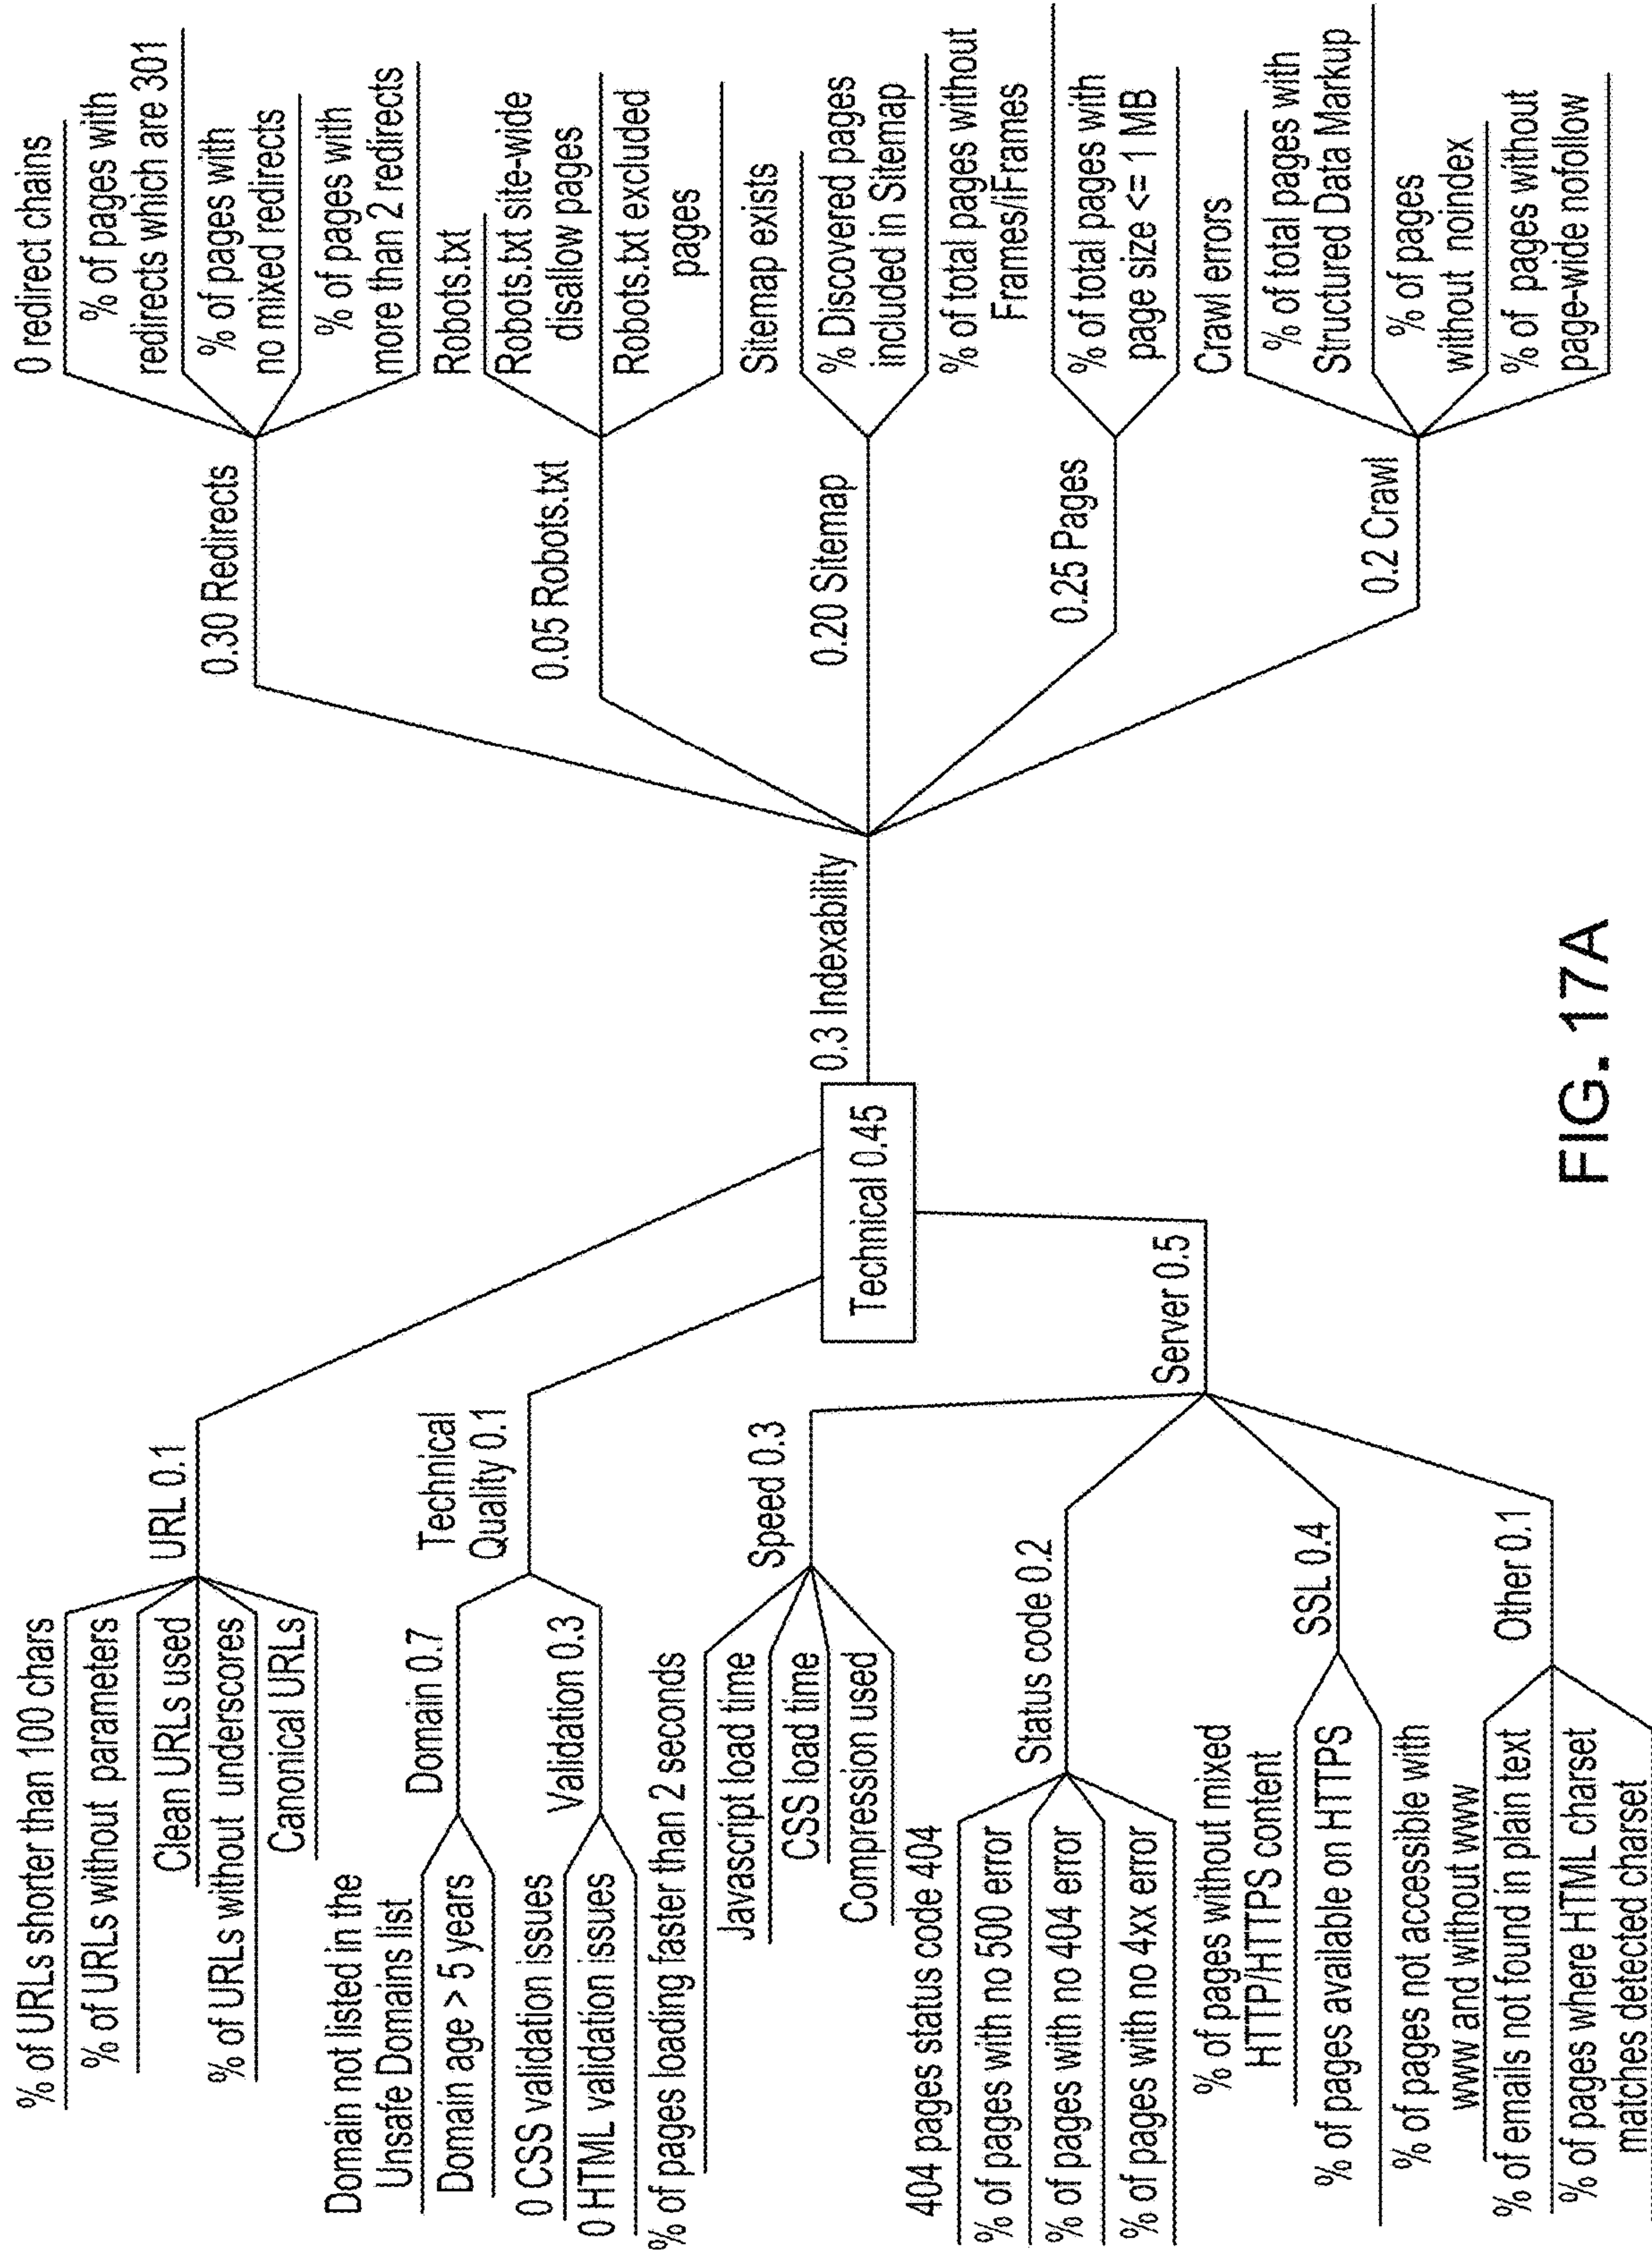 % of URLs shorter than 100 chars
% of URLs without parameters
Clean URLs used
% of URLs without underscores
Canonical URLs
URL 0.1
Domain not listed in the
Unsafe Domains list
Domain age > 5 years
Domain 0.7
0 CSS validation issues
0 HTML validation issues
Validation 0.3
Technical
Quality 0.1
% of pages loading faster than 2 seconds
Javascript load time
CSS load time
Compression used
Speed 0.3
404 pages status code 404
% of pages with no 500 error
% of pages with no 404 error
% of pages with no 4xx error
Status code 0.2
% of pages without mixed
HTTP/HTTPS content
% of pages available on HTTPS
SSL 0.4
% of pages not accessible with
www and without www
% of emails not found in plain text
% of pages where HTML charset
matches detected charset
Other 0.1
Server 0.5
Technical 0.45
0.3 Indexability
0.30 Redirects
0 redirect chains
% of pages with
redirects which are 301
% of pages with
no mixed redirects
% of pages with
more than 2 redirects
0.05 Robots.txt
Robots.txt
Robots.txt site-wide
disallow pages
Robots.txt excluded
pages
0.20 Sitemap
Sitemap exists
% Discovered pages
included in Sitemap
0.25 Pages
% of total pages without
Frames/iFrames
% of total pages with
page size <= 1 MB
0.2 Crawl
Crawl errors
% of total pages with
Structured Data Markup
% of pages
without noindex
% of pages without
page-wide nofollow
FIG. 17A